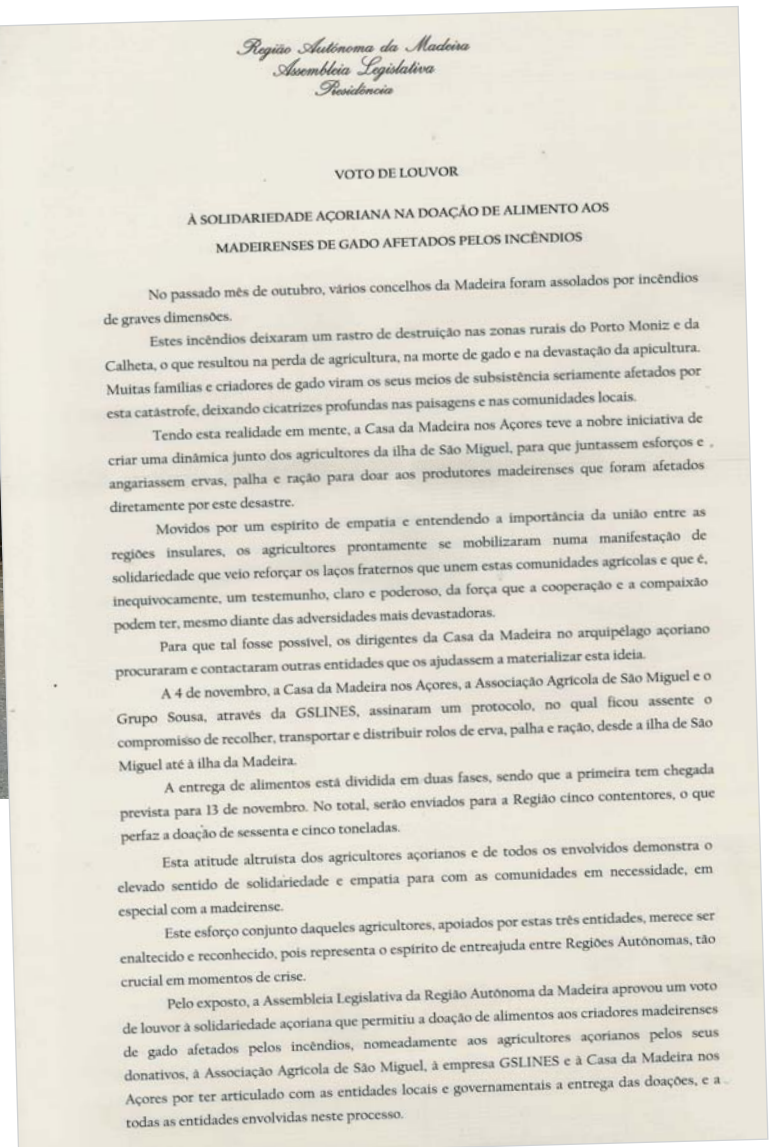 Região Autónoma da Madeira
Assembleia Legislativa
Presidência
VOTO DE LOUVOR
À SOLIDARIEDADE AÇORIANA NA DOAÇÃO DE ALIMENTO AOS
MADEIRENSES DE GADO AFETADOS PELOS INCÊNDIOS
No passado mês de outubro, vários concelhos da Madeira foram assolados por incêndios
de graves dimensões.
Estes incêndios deixaram um rastro de destruição nas zonas rurais do Porto Moniz e da
Calheta, o que resultou na perda de agricultura, na morte de gado e na devastação da apicultura.
Muitas famílias e criadores de gado viram os seus meios de subsistência seriamente afetados por
esta catástrofe, deixando cicatrizes profundas nas paisagens e nas comunidades locais.
Tendo esta realidade em mente, a Casa da Madeira nos Açores teve a nobre iniciativa de
criar uma dinâmica junto dos agricultores da ilha de São Miguel, para que juntassem esforços e
angariassem ervas, palha e ração para doar aos produtores madeirenses que foram afetados
diretamente por este desastre.
Movidos por um espírito de empatia e entendendo a importância da união entre as
regiões insulares, os agricultores prontamente se mobilizaram numa manifestação de
solidariedade que veio reforçar os laços fraternos que unem estas comunidades agrícolas e que é,
inequivocamente, um testemunho, claro e poderoso, da força que a cooperação e a compaixão
podem ter, mesmo diante das adversidades mais devastadoras.
Para que tal fosse possível, os dirigentes da Casa da Madeira no arquipélago açoriano
procuraram e contactaram outras entidades que os ajudassem a materializar esta ideia.
A 4 de novembro, a Casa da Madeira nos Açores, a Associação Agrícola de São Miguel e o
Grupo Sousa, através da GSLINES, assinaram um protocolo, no qual ficou assente o
compromisso de recolher, transportar e distribuir rolos de erva, palha e ração, desde a ilha de São
Miguel até à ilha da Madeira.
A entrega de alimentos está dividida em duas fases, sendo que a primeira tem chegada
prevista para 13 de novembro. No total, serão enviados para a Região cinco contentores, o que
perfaz a doação de sessenta e cinco toneladas.
Esta atitude altruísta dos agricultores açorianos e de todos os envolvidos demonstra o
elevado sentido de solidariedade e empatia para com as comunidades em necessidade, em
especial com a madeirense.
Este esforço conjunto daqueles agricultores, apoiados por estas três entidades, merece ser
enaltecido e reconhecido, pois representa o espírito de entreajuda entre Regiões Autónomas, tão
crucial em momentos de crise.
Pelo exposto, a Assembleia Legislativa da Região Autónoma da Madeira aprovou um voto
de louvor à solidariedade açoriana que permitiu a doação de alimentos aos criadores madeirenses
de gado afetados pelos incêndios, nomeadamente aos agricultores açorianos pelos seus
donativos, à Associação Agrícola de São Miguel, à empresa GSLINES e à Casa da Madeira nos
Açores por ter articulado com as entidades locais e governamentais a entrega das doações, e a
todas as entidades envolvidas neste processo.